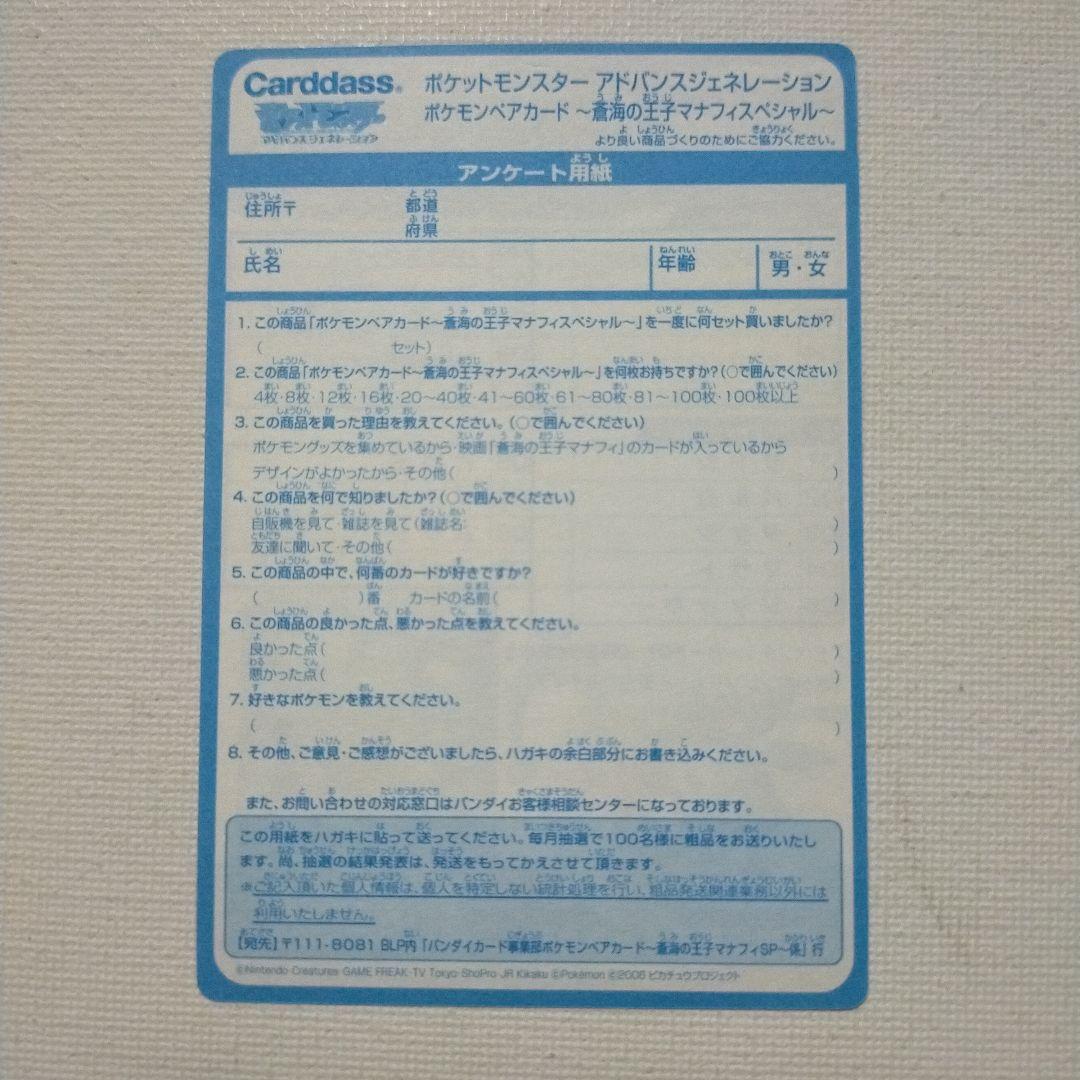 Carddass®
ポケットモンスター アドバンスジェネレーション
ポケモンペアカード 〜蒼海の王子マナフィスペシャル〜
アドバンスジェネレーション
より良い商品づくりのためにご協力ください。
アンケート用紙
住所〒 都道
府県
氏名 年齢 男・女
1. この商品「ポケモンペアカード〜蒼海の王子マナフィスペシャル〜」を一度に何セット買いましたか?
( セット)
2. この商品「ポケモンペアカード〜蒼海の王子マナフィスペシャル〜」を何枚お持ちですか?(○で囲んでください)
4枚・8枚・12枚・16枚・20〜40枚・41〜60枚・61〜80枚・81〜100枚・100枚以上
3. この商品を買った理由を教えてください。(○で囲んでください)
ポケモングッズを集めているから・映画「蒼海の王子マナフィ」のカードが入っているから
デザインがよかったから・その他( )
4. この商品を何で知りましたか?(○で囲んでください)
自販機を見て・雑誌を見て(雑誌名: )
友達に聞いて・その他( )
5. この商品の中で、何番のカードが好きですか?
( )番 カードの名前( )
6. この商品の良かった点、悪かった点を教えてください。
良かった点( )
悪かった点( )
7. 好きなポケモンを教えてください。
( )
8. その他、ご意見・ご感想がございましたら、ハガキの余白部分にお書き込みください。
また、お問い合わせの対応窓口はバンダイお客様相談センターになっております。
この用紙をハガキに貼って送ってください。毎月抽選で100名様に粗品をお送りいたし
ます。尚、抽選の結果発表は、発送をもってかえさせて頂きます。
※ご記入頂いた個人情報は、個人を特定しない統計処理を行い、粗品発送関連業務以外には
利用いたしません。
【宛先】〒111-8081 BLP内「バンダイカード事業部ポケモンペアカード〜蒼海の王子マナフィSP〜係」行
©Nintendo・Creatures・GAME FREAK・TV Tokyo・ShoPro・JR Kikaku ©Pokémon ©2006 ピカチュウプロジェクト